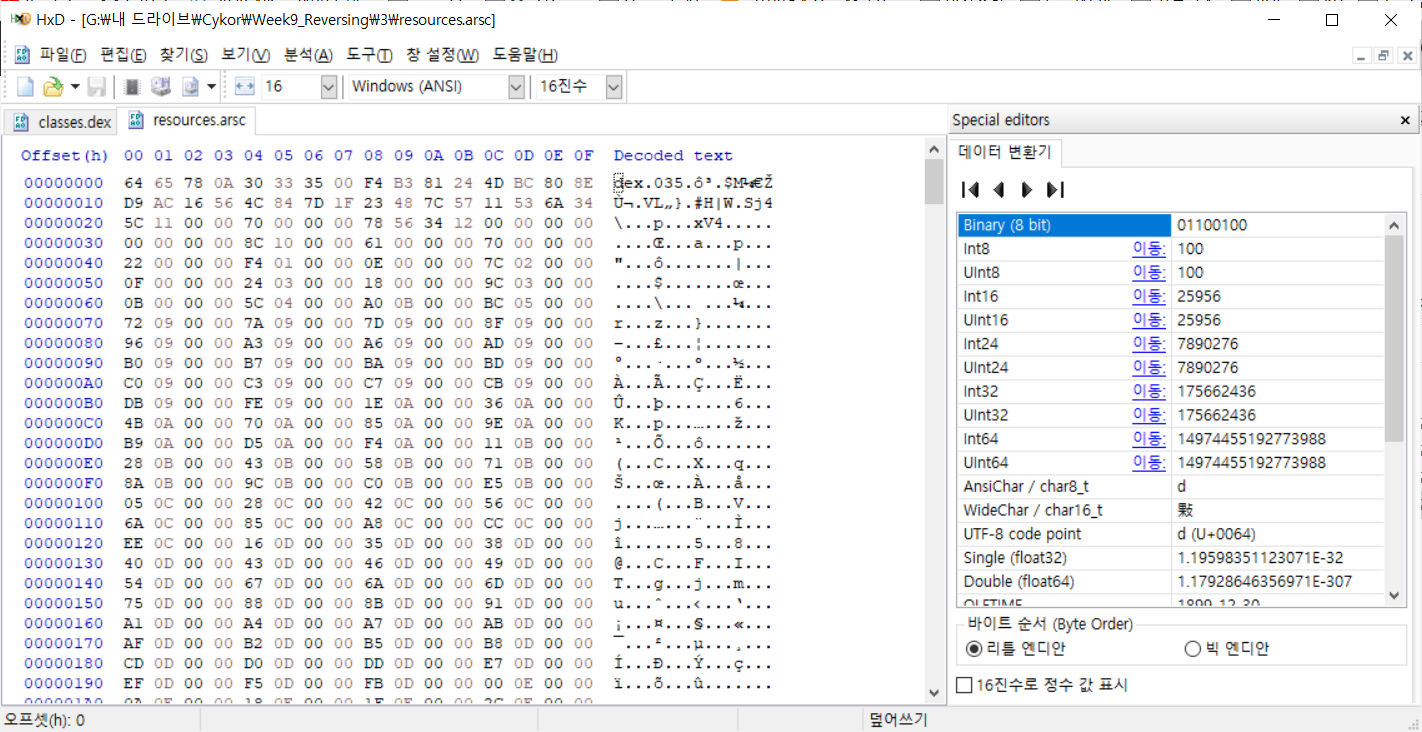 HxD - [G:₩내 드라이브₩Cykor₩Week9_Reversing₩3₩resources.arsc]
파일(F) 편집(E) 찾기(S) 보기(V) 분석(A) 도구(T) 창 설정(W) 도움말(H)
16 Windows (ANSI) 16진수
classes.dex resources.arsc
Offset(h) 00 01 02 03 04 05 06 07 08 09 0A 0B 0C 0D 0E 0F Decoded text
00000000 64 65 78 0A 30 33 35 00 F4 B3 81 24 4D BC 80 8E dex.035.ô³.$M¼€Ž
00000010 D9 AC 16 56 4C 84 7D 1F 23 48 7C 57 11 53 6A 34 Ù¬.VL„}.#H|W.Sj4
00000020 5C 11 00 00 70 00 00 00 78 56 34 12 00 00 00 00 \...p...xV4.....
00000030 00 00 00 00 8C 10 00 00 61 00 00 00 70 00 00 00 ....Œ...a...p...
00000040 22 00 00 00 F4 01 00 00 0E 00 00 00 7C 02 00 00 "...ô.......|...
00000050 0F 00 00 00 24 03 00 00 18 00 00 00 9C 03 00 00 ....$.......œ...
00000060 0B 00 00 00 5C 04 00 00 A0 0B 00 00 BC 05 00 00 ....\... ...¼...
00000070 72 09 00 00 7A 09 00 00 7D 09 00 00 8F 09 00 00 r...z...}.......
00000080 96 09 00 00 A3 09 00 00 A6 09 00 00 AD 09 00 00 –...£...¦.......
00000090 B0 09 00 00 B7 09 00 00 BA 09 00 00 BD 09 00 00 °...·...º...½...
000000A0 C0 09 00 00 C3 09 00 00 C7 09 00 00 CB 09 00 00 À...Ã...Ç...Ë...
000000B0 DB 09 00 00 FE 09 00 00 1E 0A 00 00 36 0A 00 00 Û...þ.......6...
000000C0 4B 0A 00 00 70 0A 00 00 85 0A 00 00 9E 0A 00 00 K...p...…...ž...
000000D0 B9 0A 00 00 D5 0A 00 00 F4 0A 00 00 11 0B 00 00 ¹...Õ...ô.......
000000E0 28 0B 00 00 43 0B 00 00 58 0B 00 00 71 0B 00 00 (...C...X...q...
000000F0 8A 0B 00 00 9C 0B 00 00 C0 0B 00 00 E5 0B 00 00 Š...œ...À...å...
00000100 05 0C 00 00 28 0C 00 00 42 0C 00 00 56 0C 00 00 ....(...B...V...
00000110 6A 0C 00 00 85 0C 00 00 A8 0C 00 00 CC 0C 00 00 j...…...¨...Ì...
00000120 EE 0C 00 00 16 0D 00 00 35 0D 00 00 38 0D 00 00 î.......5...8...
00000130 40 0D 00 00 43 0D 00 00 46 0D 00 00 49 0D 00 00 @...C...F...I...
00000140 54 0D 00 00 67 0D 00 00 6A 0D 00 00 6D 0D 00 00 T...g...j...m...
00000150 75 0D 00 00 88 0D 00 00 8B 0D 00 00 91 0D 00 00 u...ˆ...‹...‘...
00000160 A1 0D 00 00 A4 0D 00 00 A7 0D 00 00 AB 0D 00 00 ¡...¤...§...«...
00000170 AF 0D 00 00 B2 0D 00 00 B5 0D 00 00 B8 0D 00 00 ¯...²...µ...¸...
00000180 CD 0D 00 00 D0 0D 00 00 DD 0D 00 00 E7 0D 00 00 Í...Ð...Ý...ç...
00000190 EF 0D 00 00 F5 0D 00 00 FB 0D 00 00 00 0E 00 00 ï...õ...û.......
Special editors
데이터 변환기
Binary (8 bit) 01100100
Int8 이동: 100
UInt8 이동: 100
Int16 이동: 25956
UInt16 이동: 25956
Int24 이동: 7890276
UInt24 이동: 7890276
Int32 이동: 175662436
UInt32 이동: 175662436
Int64 이동: 14974455192773988
UInt64 이동: 14974455192773988
AnsiChar / char8_t d
WideChar / char16_t
UTF-8 code point d (U+0064)
Single (float32) 1.19598351123071E-32
Double (float64) 1.17928646356971E-307
OLETIME 1899-12-30
바이트 순서 (Byte Order)
리틀 엔디안 빅 엔디안
16진수로 정수 값 표시
오프셋(h): 0 덮어쓰기